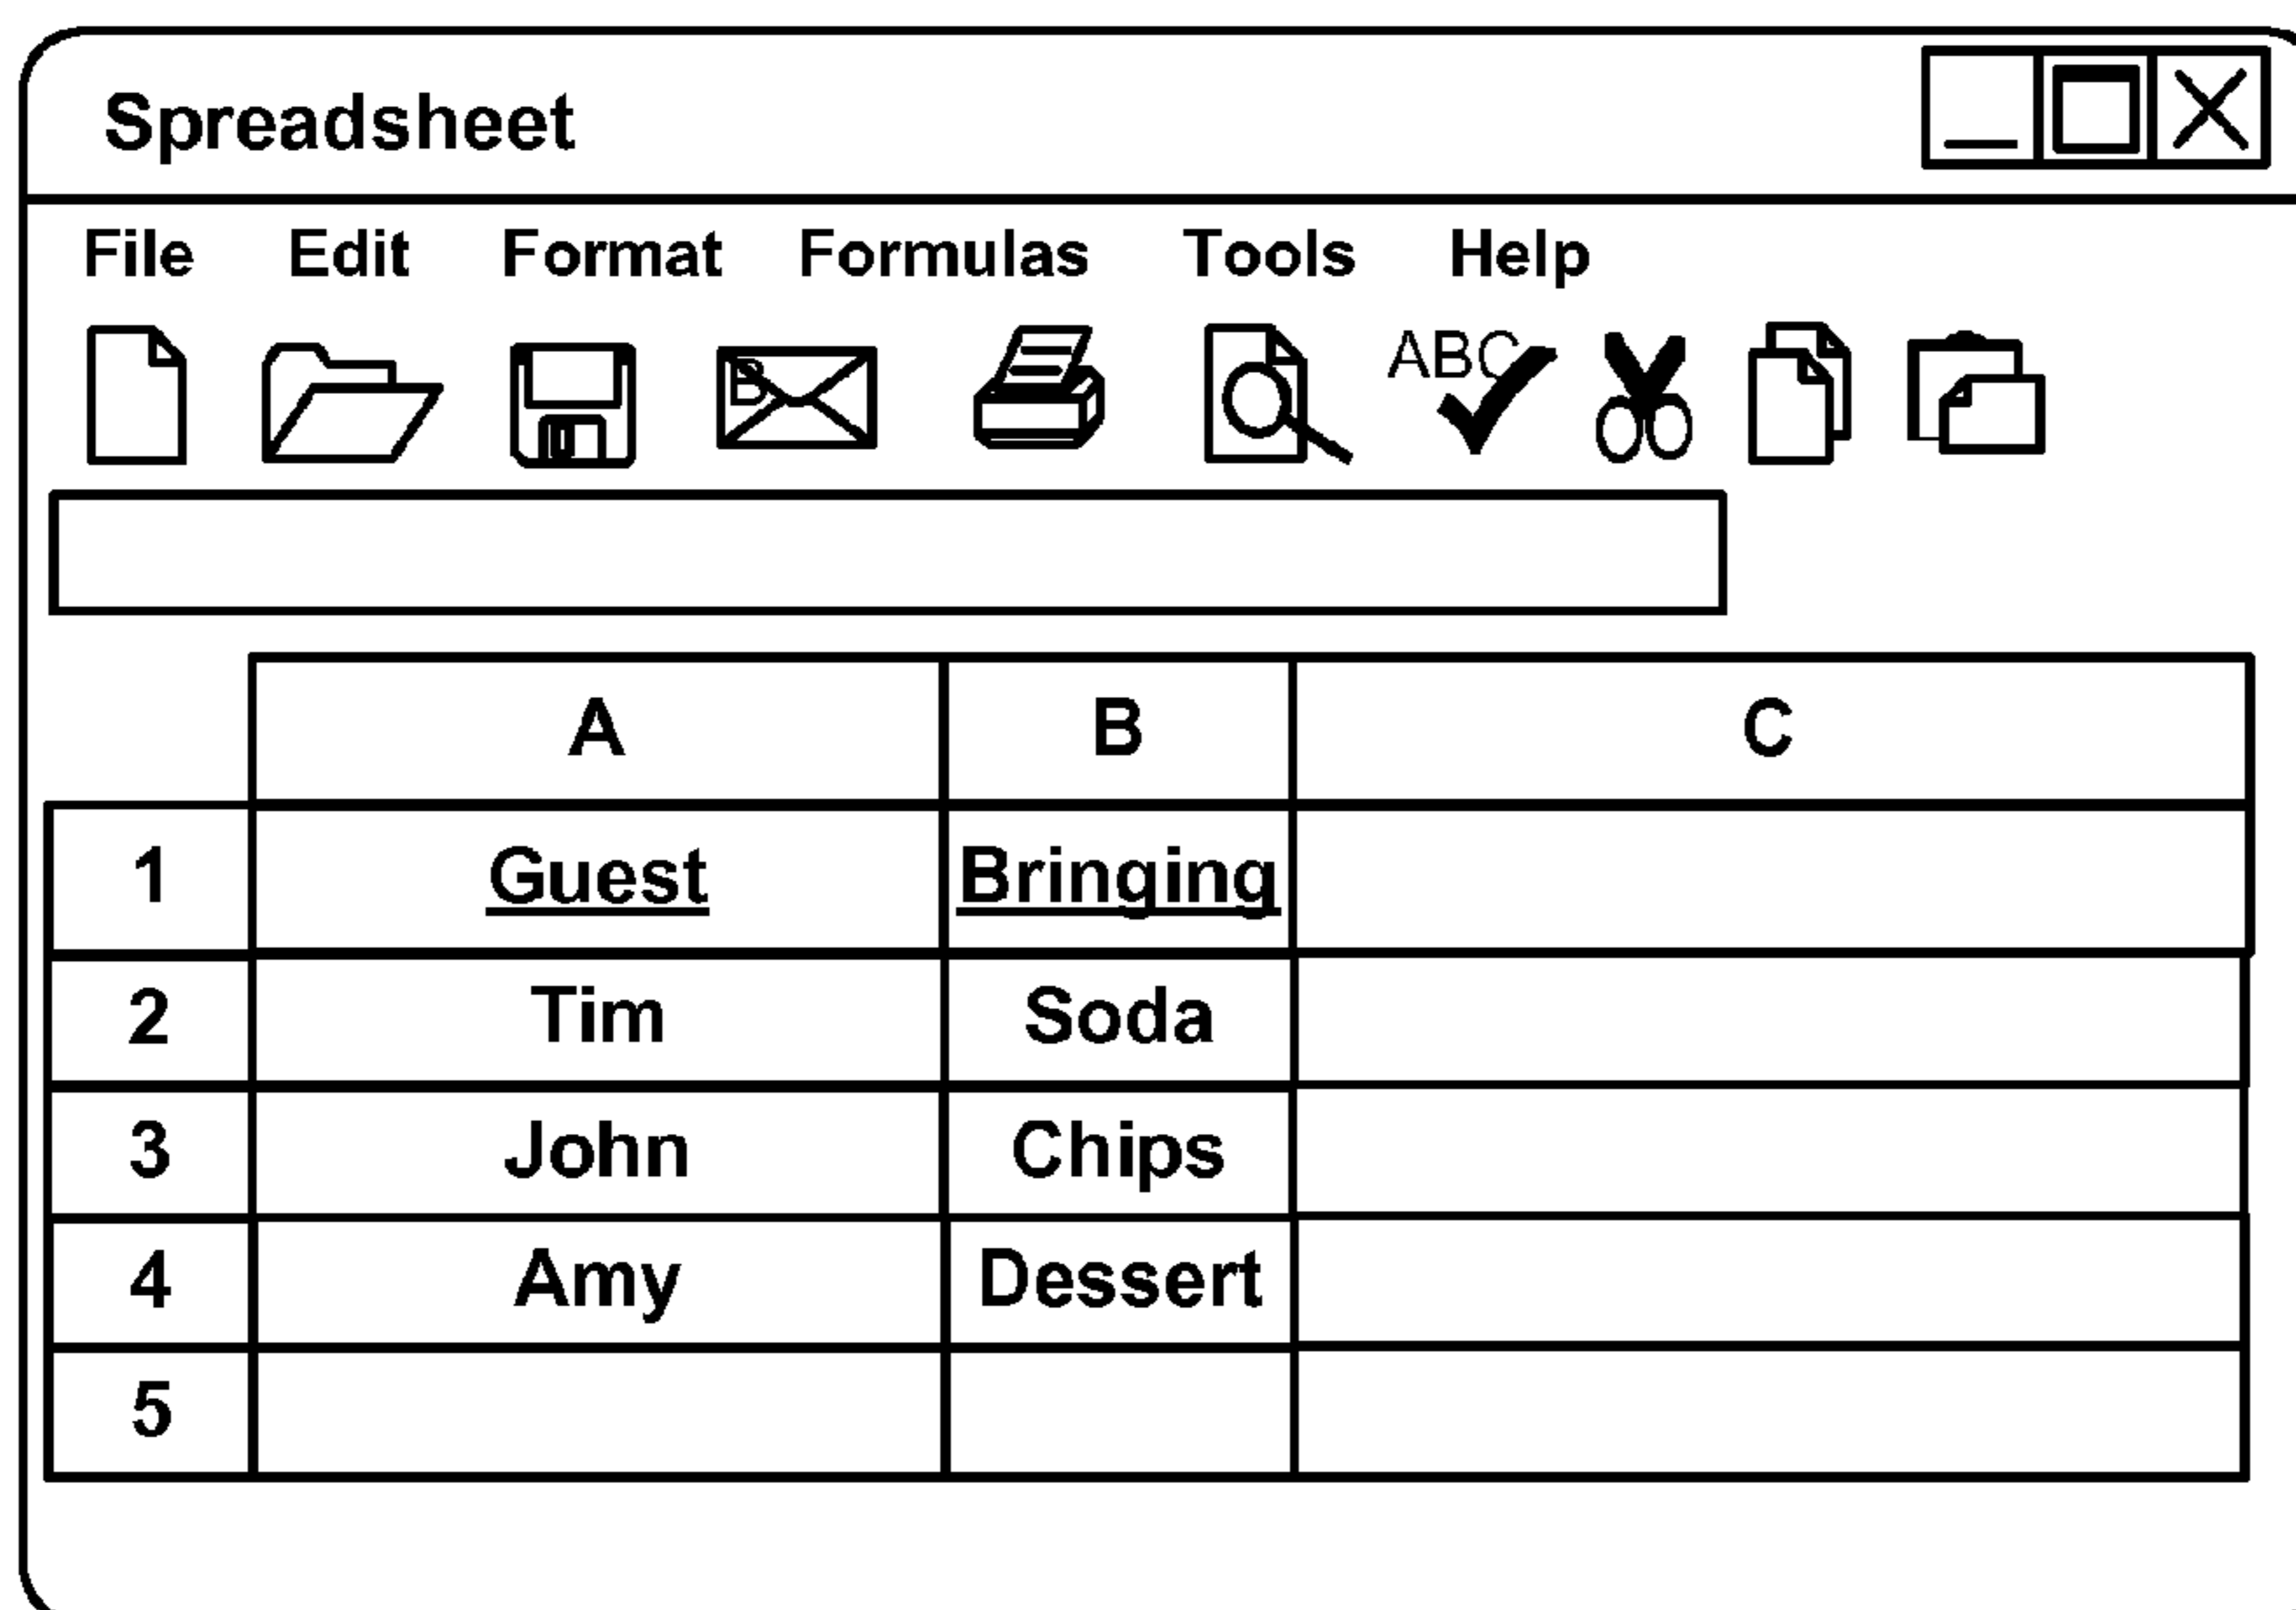 Spreadsheet
File Edit Format Formulas Tools Help
B ABC
A B C
1 Guest Bringing
2 Tim Soda
3 John Chips
4 Amy Dessert
5